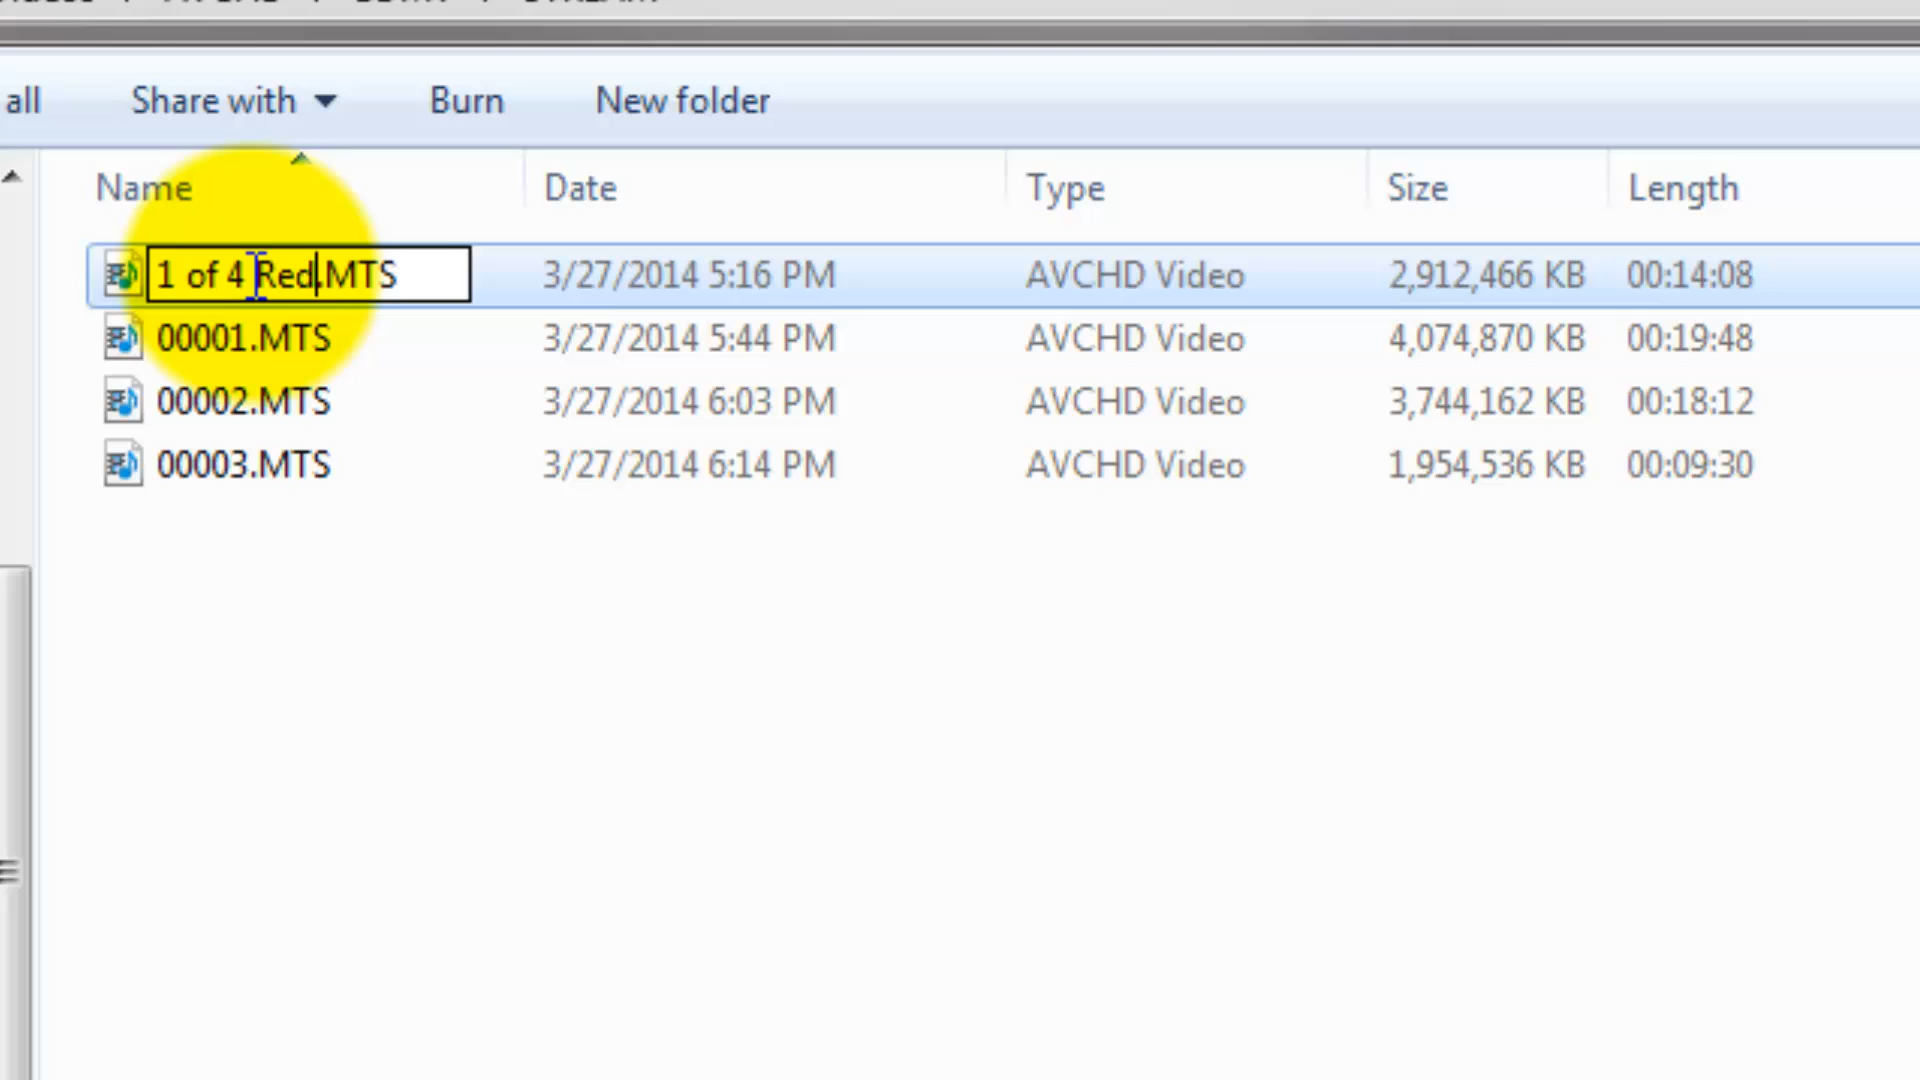 all Share with Burn New folder
Name Date Type Size Length
1 of 4 Red.MTS 3/27/2014 5:16 PM AVCHD Video 2,912,466 KB 00:14:08
00001.MTS 3/27/2014 5:44 PM AVCHD Video 4,074,870 KB 00:19:48
00002.MTS 3/27/2014 6:03 PM AVCHD Video 3,744,162 KB 00:18:12
00003.MTS 3/27/2014 6:14 PM AVCHD Video 1,954,536 KB 00:09:30